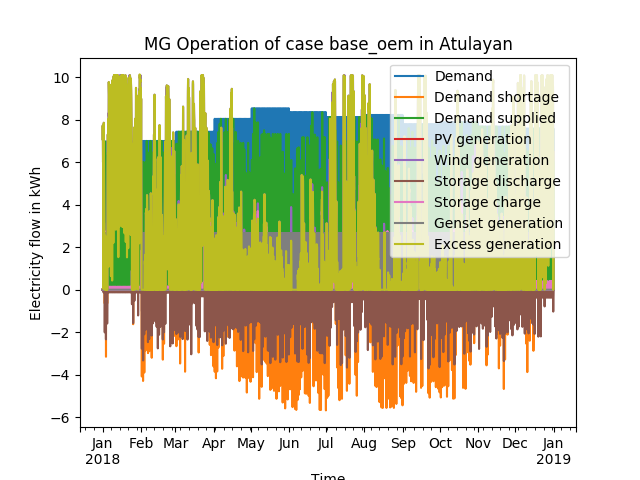 MG Operation of case base_oem in Atulayan
Electricity flow in kWh
10
8
6
4
2
0
−2
−4
−6
Demand
Demand shortage
Demand supplied
PV generation
Wind generation
Storage discharge
Storage charge
Genset generation
Excess generation
Jan Feb Mar Apr May Jun Jul Aug Sep Oct Nov Dec Jan
2018 2019
Time